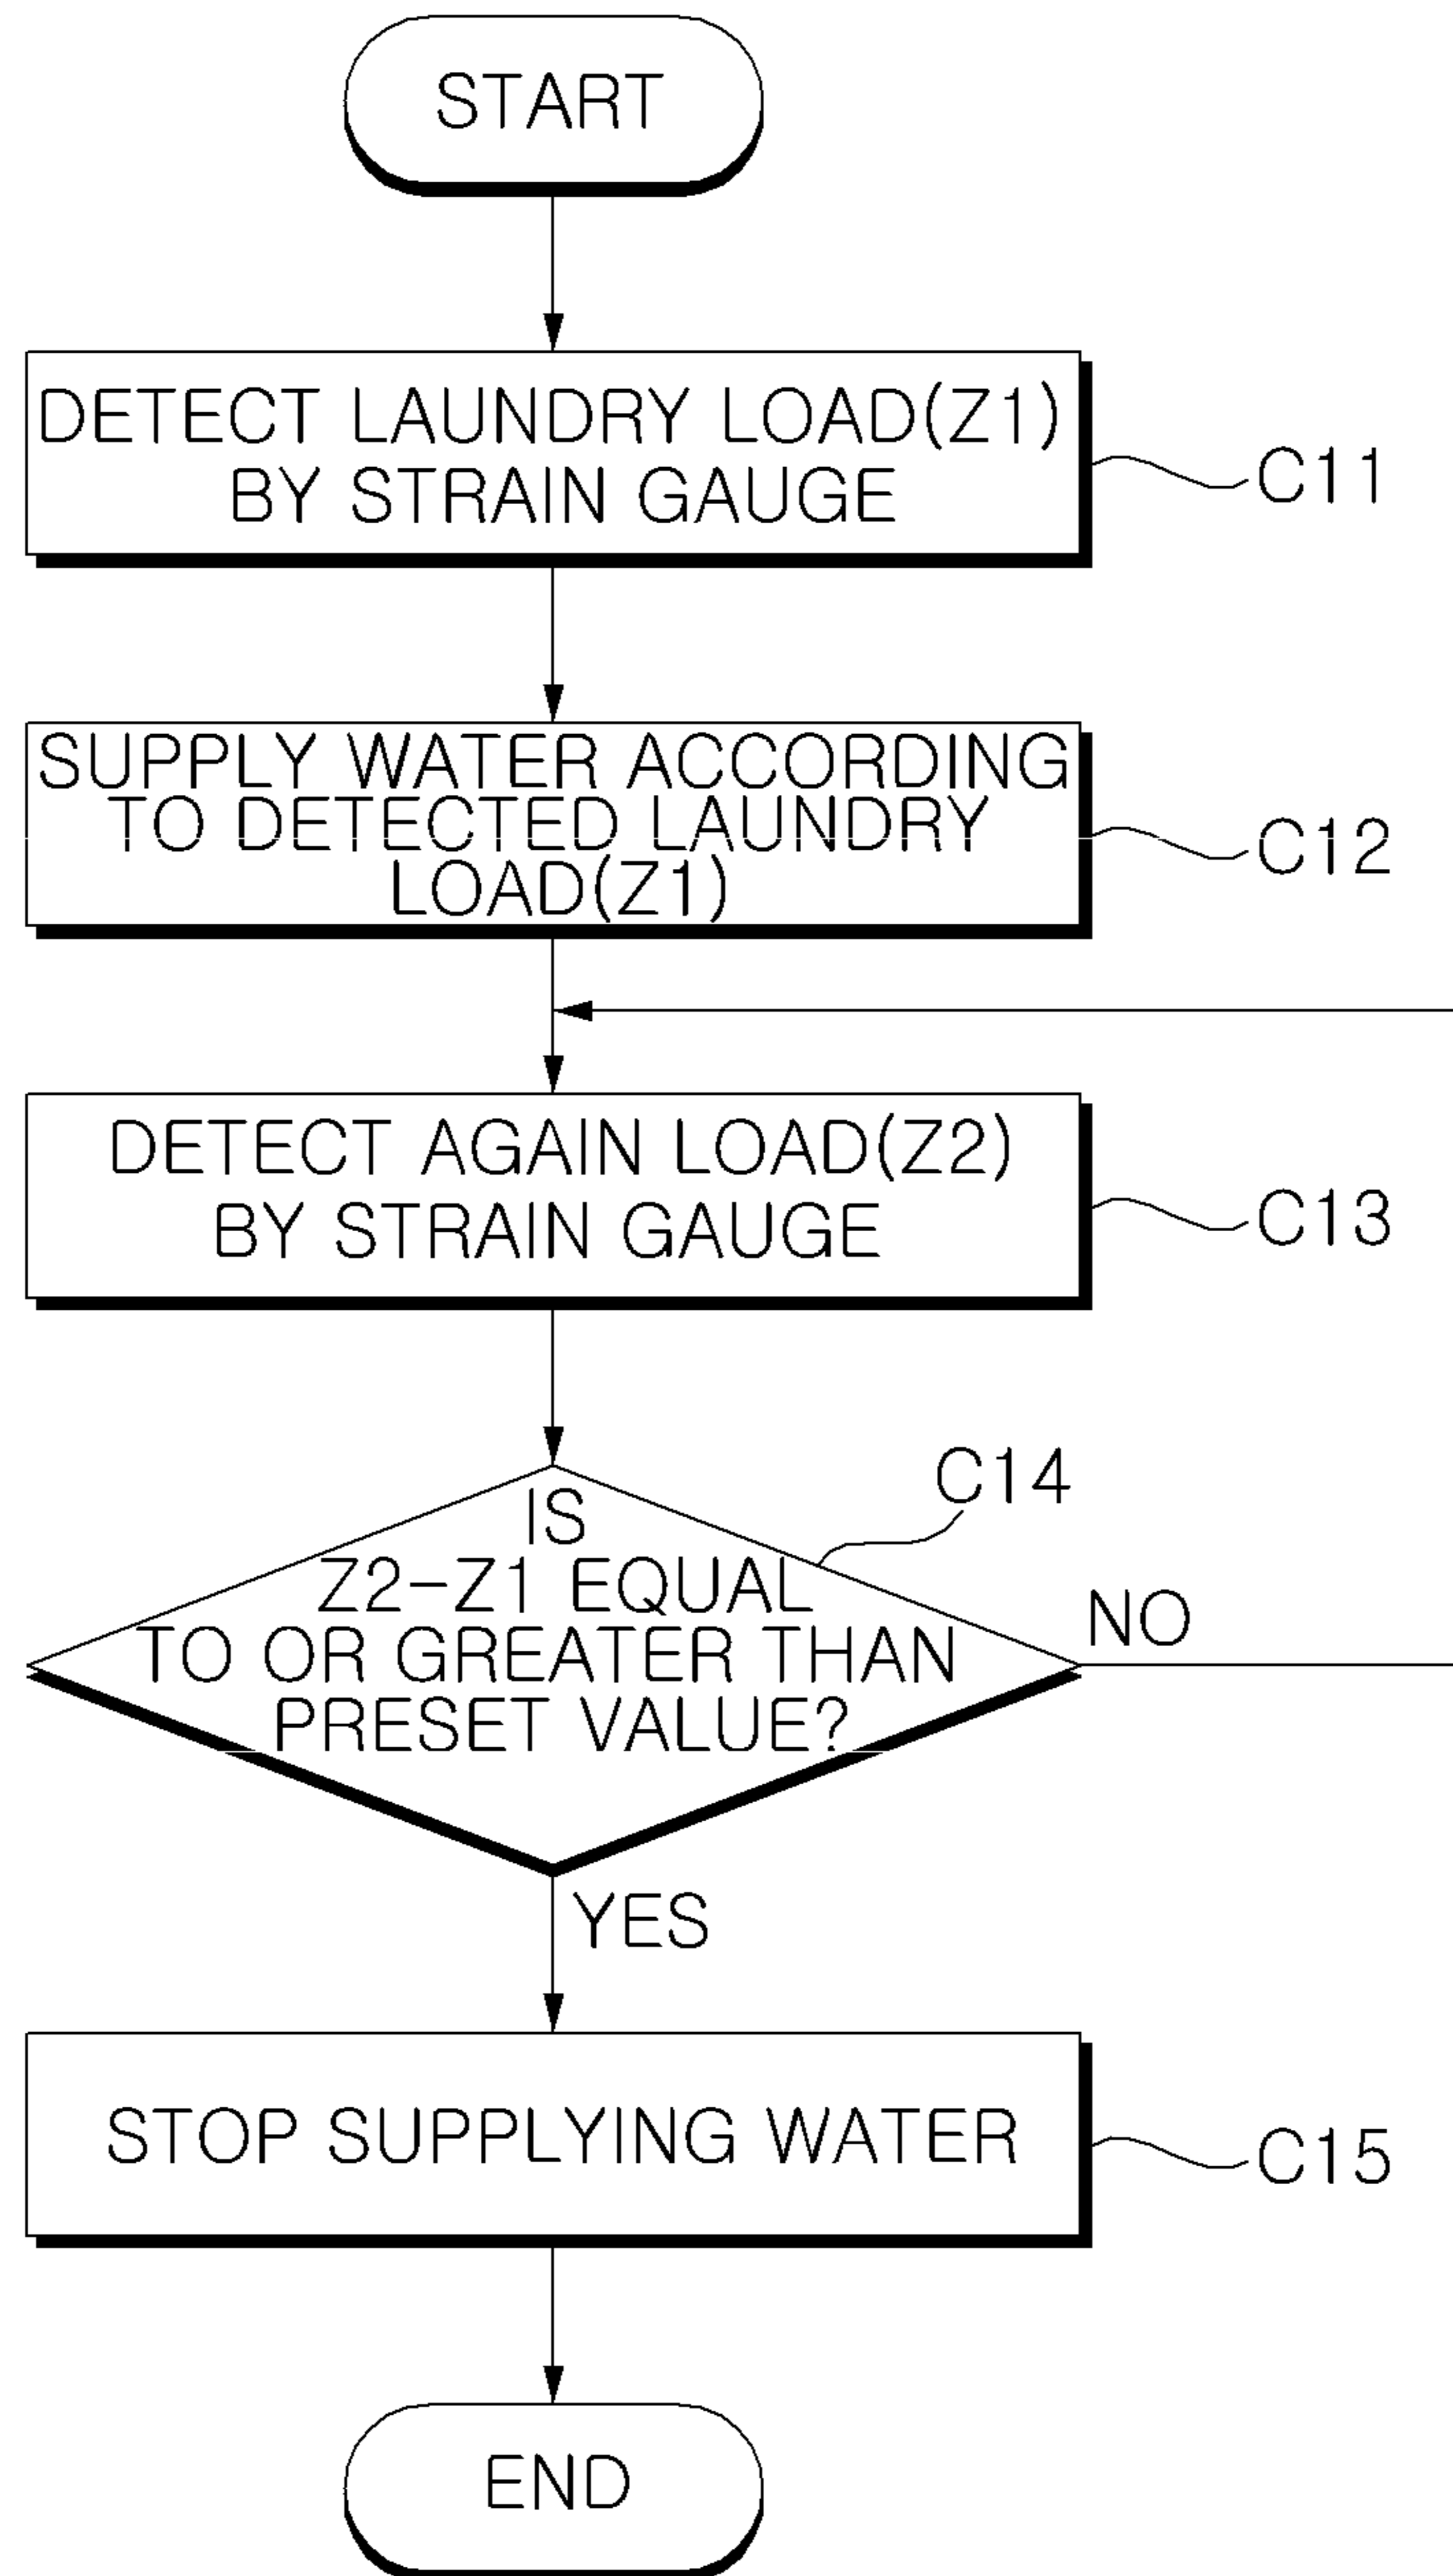 START
DETECT LAUNDRY LOAD(Z1)
BY STRAIN GAUGE
C11
SUPPLY WATER ACCORDING
TO DETECTED LAUNDRY
LOAD(Z1)
C12
DETECT AGAIN LOAD(Z2)
BY STRAIN GAUGE
C13
C14
IS
Z2-Z1 EQUAL
TO OR GREATER THAN
PRESET VALUE?
NO
YES
STOP SUPPLYING WATER
C15
END